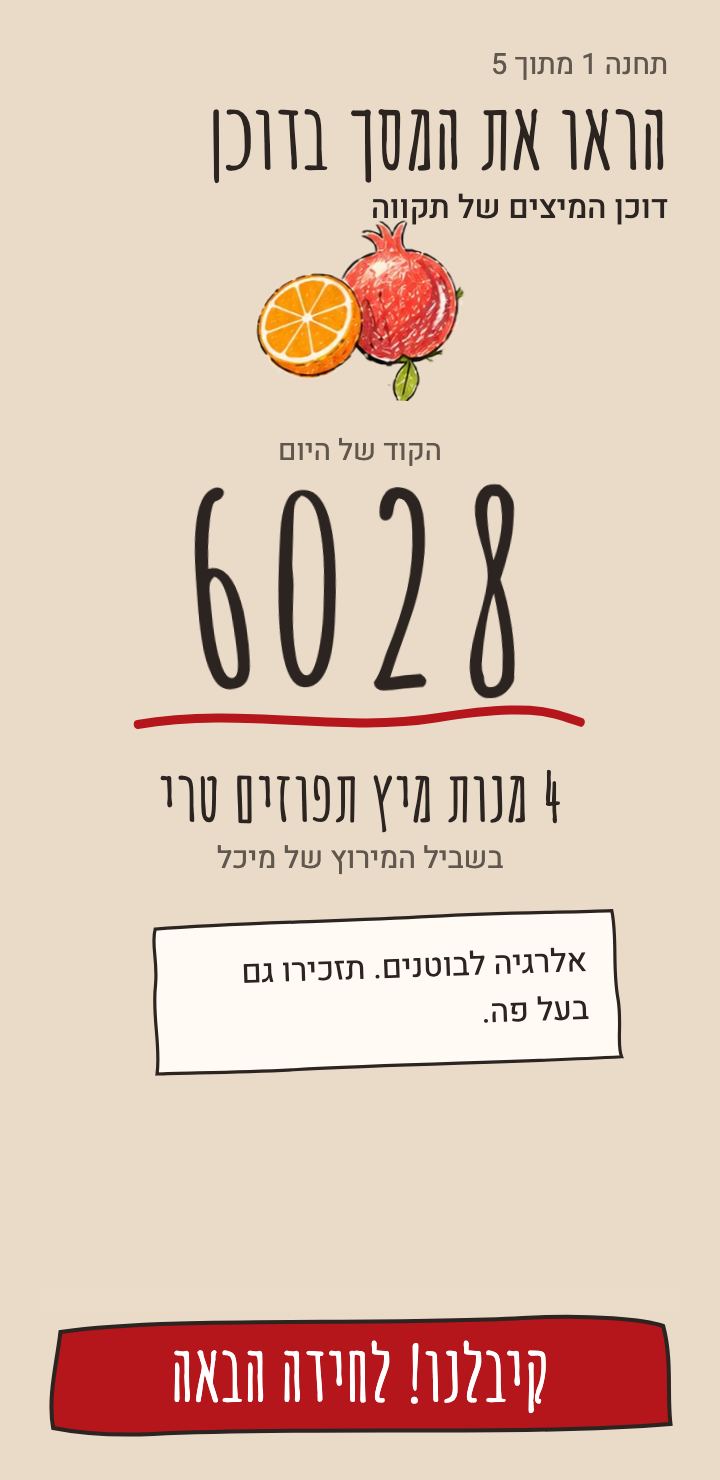 תחנה 1 מתוך 5
הראו את המסך בדוכן
דוכן המיצים של תקווה
הקוד של היום
6028
4 מנות מיץ תפוזים טרי
בשביל המירוץ של מיכל
אלרגיה לבוטנים. תזכירו גם
בעל פה.
קיבלנו! לחידה הבאה